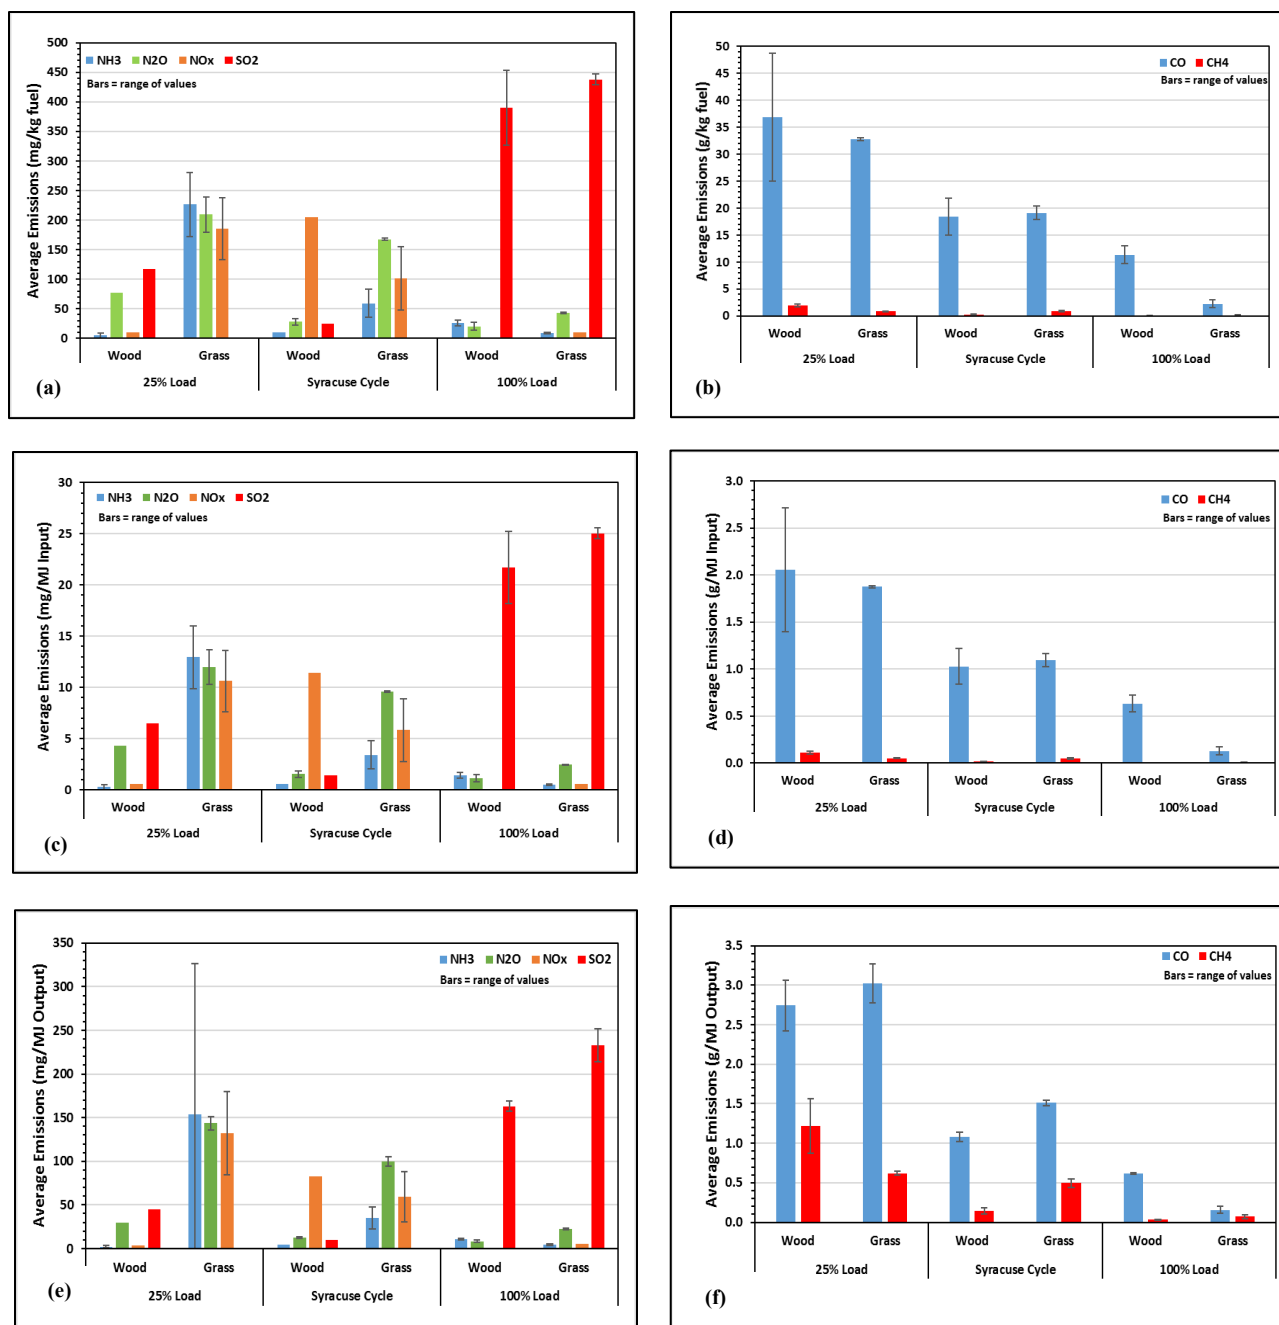 Average Emissions (mg/kg fuel)
500
450
400
350
300
250
200
150
100
50
0
NH3 N2O NOx SO2
Bars = range of values
Wood Grass Wood Grass Wood Grass
25% Load Syracuse Cycle 100% Load
(a)
Average Emissions (g/kg fuel)
50
45
40
35
30
25
20
15
10
5
0
CO CH4
Bars = range of values
Wood Grass Wood Grass Wood Grass
25% Load Syracuse Cycle 100% Load
(b)
Average Emissions (mg/MJ Input)
30
25
20
15
10
5
0
NH3 N2O NOx SO2
Bars = range of values
Wood Grass Wood Grass Wood Grass
25% Load Syracuse Cycle 100% Load
(c)
Average Emissions (g/MJ Input)
3.0
2.5
2.0
1.5
1.0
0.5
0.0
CO CH4
Bars = range of values
Wood Grass Wood Grass Wood Grass
25% Load Syracuse Cycle 100% Load
(d)
Average Emissions (mg/MJ Output)
350
300
250
200
150
100
50
0
NH3 N2O NOx SO2
Bars = range of values
Wood Grass Wood Grass Wood Grass
25% Load Syracuse Cycle 100% Load
(e)
Average Emissions (g/MJ Output)
3.5
3.0
2.5
2.0
1.5
1.0
0.5
0.0
CO CH4
Bars = range of values
Wood Grass Wood Grass Wood Grass
25% Load Syracuse Cycle 100% Load
(f)